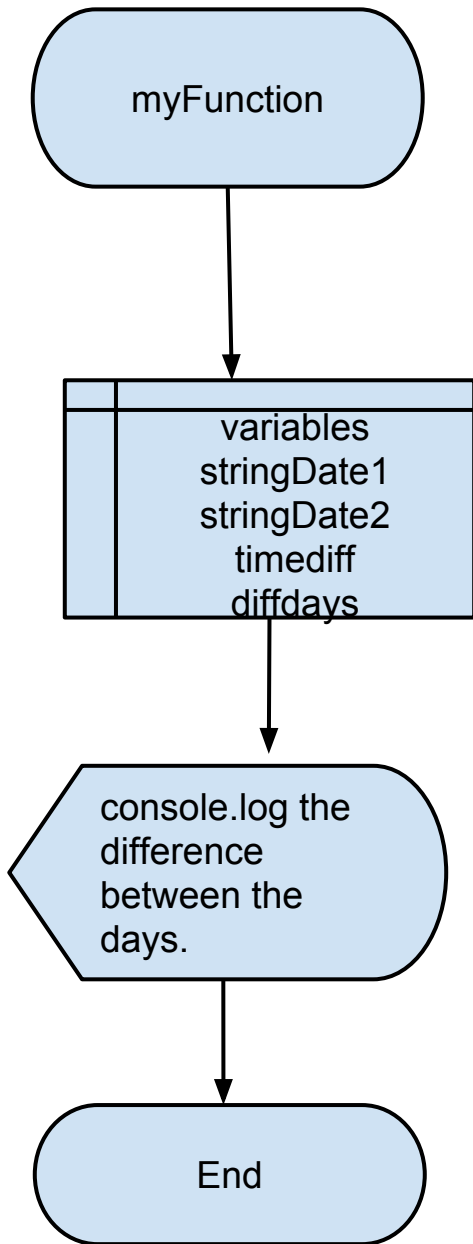 myFunction
variables
stringDate1
stringDate2
timediff
diffdays
console.log the
difference
between the
days.
End